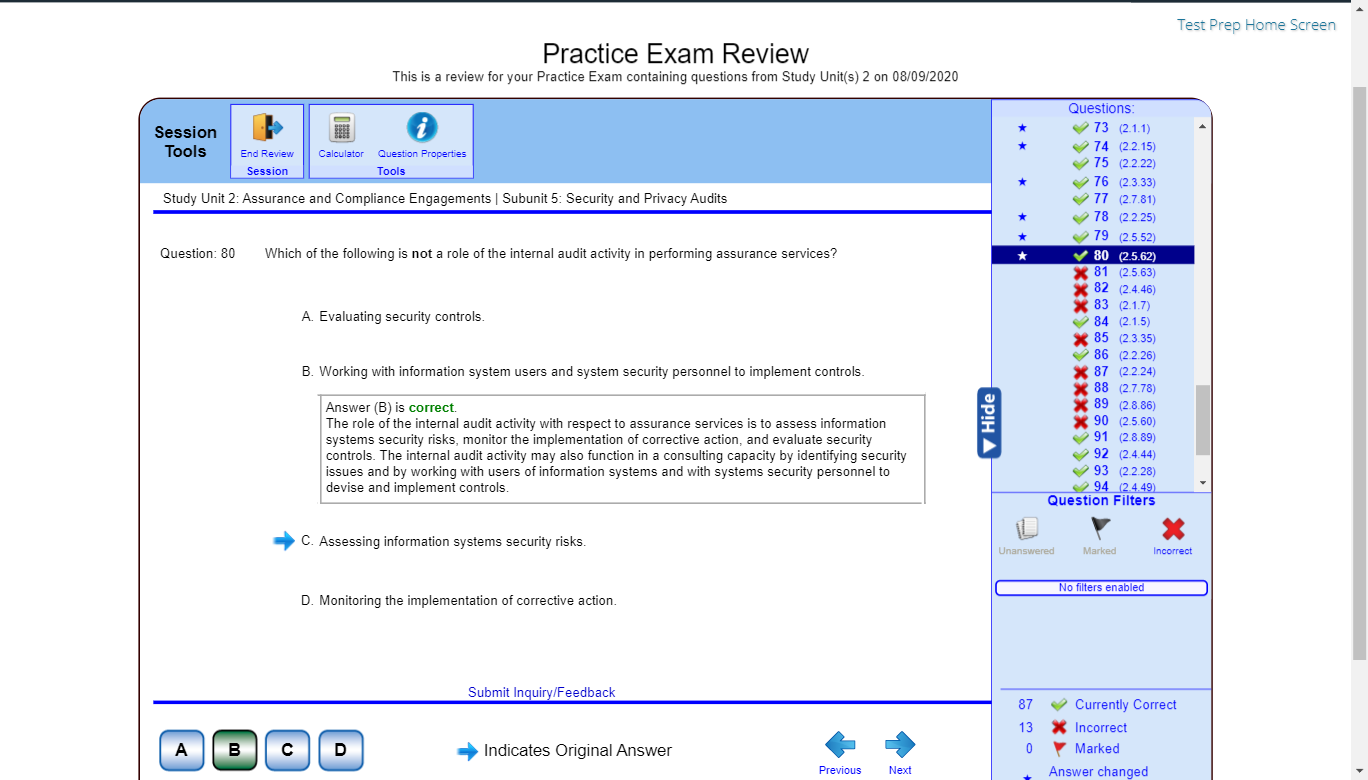 Test Prep Home Screen
Practice Exam Review
This is a review for your Practice Exam containing questions from Study Unit(s) 2 on 08/09/2020
Session
Tools
End Review
Session
Calculator
Question Properties
Tools
Study Unit 2: Assurance and Compliance Engagements | Subunit 5: Security and Privacy Audits
Question: 80
Which of the following is not a role of the internal audit activity in performing assurance services?
A. Evaluating security controls.
B. Working with information system users and system security personnel to implement controls.
Answer (B) is correct.
The role of the internal audit activity with respect to assurance services is to assess information
systems security risks, monitor the implementation of corrective action, and evaluate security
controls. The internal audit activity may also function in a consulting capacity by identifying security
issues and by working with users of information systems and with systems security personnel to
devise and implement controls.
C. Assessing information systems security risks.
D. Monitoring the implementation of corrective action.
Submit Inquiry/Feedback
A
B
C
D
Indicates Original Answer
Previous
Next
Hide
Questions:
73 (2.1.1)
74 (2.2.15)
75 (2.2.22)
76 (2.3.33)
77 (2.7.81)
78 (2.2.25)
79 (2.5.52)
80 (2.5.62)
81 (2.5.63)
82 (2.4.46)
83 (2.1.7)
84 (2.1.5)
85 (2.3.35)
86 (2.2.26)
87 (2.2.24)
88 (2.7.78)
89 (2.8.86)
90 (2.5.60)
91 (2.8.89)
92 (2.4.44)
93 (2.2.28)
94 (2.4.49)
Question Filters
Unanswered
Marked
Incorrect
No filters enabled
87 Currently Correct
13 Incorrect
0 Marked
Answer changed